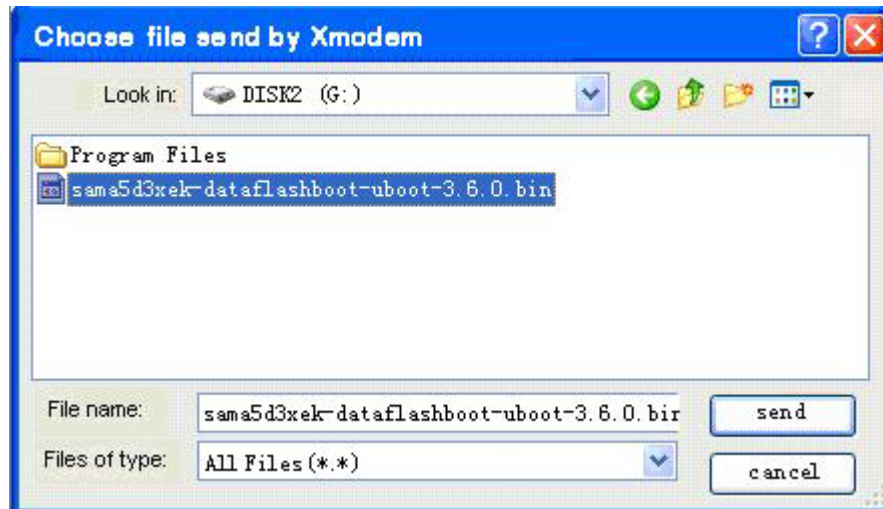 Choose file send by Xmodem
Look in: DISK2 (G:)
Program Files
sama5d3xek-dataflashboot-uboot-3.6.0.bin
File name: sama5d3xek-dataflashboot-uboot-3.6.0.bir send
Files of type: All Files(*.*) cancel